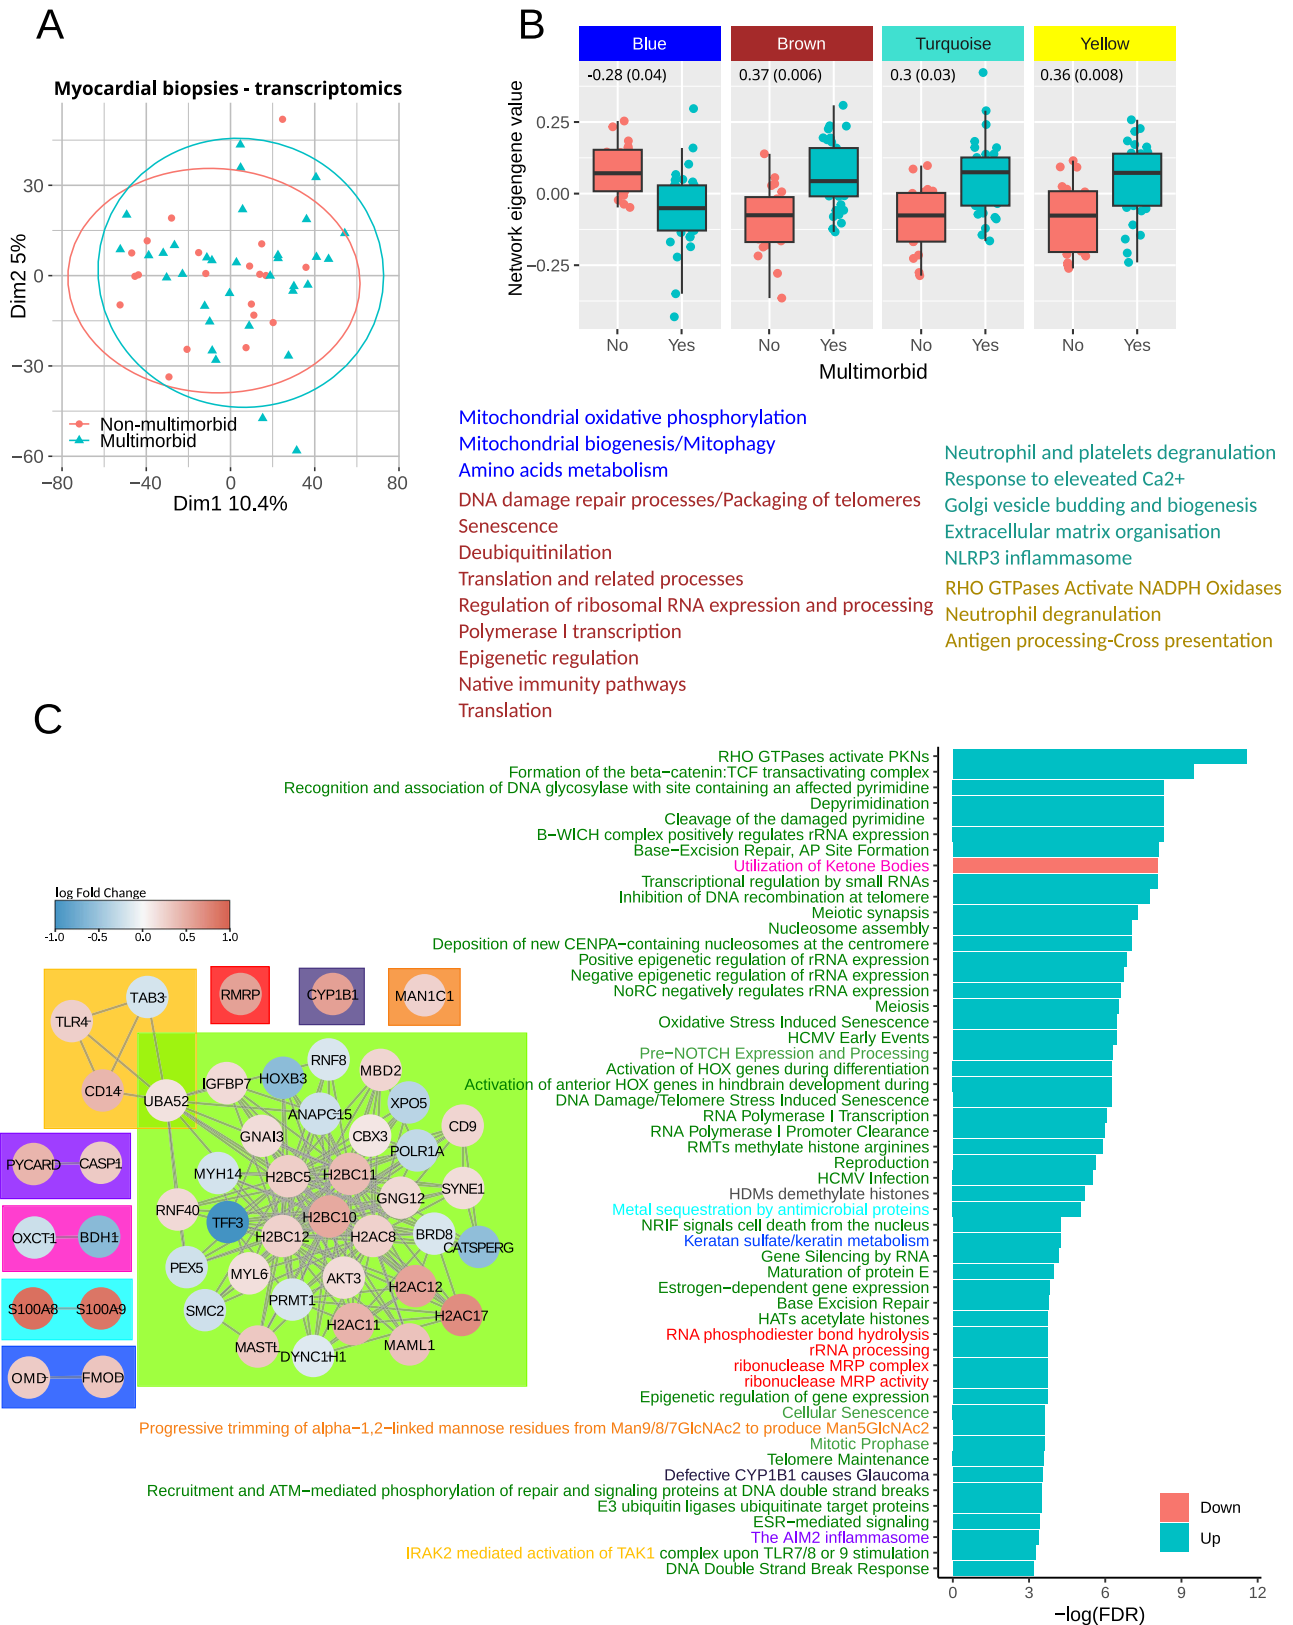 A
Myocardial biopsies - transcriptomics
Dim2 5%
30
0
−30
−60
−80
−40
0
40
80
Dim1 10.4%
Non-multimorbid
Multimorbid
B
Blue
Brown
Turquoise
Yellow
-0.28 (0.04)
0.37 (0.006)
0.3 (0.03)
0.36 (0.008)
Network eigengene value
0.25
0.00
−0.25
No
Yes
No
Yes
No
Yes
No
Yes
Multimorbid
Mitochondrial oxidative phosphorylation
Mitochondrial biogenesis/Mitophagy
Amino acids metabolism
DNA damage repair processes/Packaging of telomeres
Senescence
Deubiquitinilation
Translation and related processes
Regulation of ribosomal RNA expression and processing
Polymerase I transcription
Epigenetic regulation
Native immunity pathways
Translation
Neutrophil and platelets degranulation
Response to eleveated Ca2+
Golgi vesicle budding and biogenesis
Extracellular matrix organisation
NLRP3 inflammasome
RHO GTPases Activate NADPH Oxidases
Neutrophil degranulation
Antigen processing-Cross presentation
C
log Fold Change
-1.0
-0.5
0.0
0.5
1.0
TAB3
TLR4
CD14
UBA52
RMRP
CYP1B1
MAN1C1
PYCARD
CASP1
OXCT1
BDH1
S100A8
S100A9
OMD
FMOD
IGFBP7
HOXB3
RNF8
MBD2
ANAPC15
XPO5
GNAI3
CBX3
CD9
POLR1A
MYH14
H2BC5
H2BC11
GNG12
SYNE1
RNF40
TFF3
H2BC10
H2BC12
H2AC8
BRD8
CATSPERG
PEX5
MYL6
AKT3
H2AC12
SMC2
PRMT1
H2AC11
H2AC17
MASTL
DYNC1H1
MAML1
RHO GTPases activate PKNs
Formation of the beta−catenin:TCF transactivating complex
Recognition and association of DNA glycosylase with site containing an affected pyrimidine
Depyrimidination
Cleavage of the damaged pyrimidine
B−WICH complex positively regulates rRNA expression
Base−Excision Repair, AP Site Formation
Utilization of Ketone Bodies
Transcriptional regulation by small RNAs
Inhibition of DNA recombination at telomere
Meiotic synapsis
Nucleosome assembly
Deposition of new CENPA−containing nucleosomes at the centromere
Positive epigenetic regulation of rRNA expression
Negative epigenetic regulation of rRNA expression
NoRC negatively regulates rRNA expression
Meiosis
Oxidative Stress Induced Senescence
HCMV Early Events
Pre−NOTCH Expression and Processing
Activation of HOX genes during differentiation
Activation of anterior HOX genes in hindbrain development during
DNA Damage/Telomere Stress Induced Senescence
RNA Polymerase I Transcription
RNA Polymerase I Promoter Clearance
RMTs methylate histone arginines
Reproduction
HCMV Infection
HDMs demethylate histones
Metal sequestration by antimicrobial proteins
NRIF signals cell death from the nucleus
Keratan sulfate/keratin metabolism
Gene Silencing by RNA
Maturation of protein E
Estrogen−dependent gene expression
Base Excision Repair
HATs acetylate histones
RNA phosphodiester bond hydrolysis
rRNA processing
ribonuclease MRP complex
ribonuclease MRP activity
Epigenetic regulation of gene expression
Cellular Senescence
Progressive trimming of alpha−1,2−linked mannose residues from Man9/8/7GlcNAc2 to produce Man5GlcNAc2
Mitotic Prophase
Telomere Maintenance
Defective CYP1B1 causes Glaucoma
Recruitment and ATM−mediated phosphorylation of repair and signaling proteins at DNA double strand breaks
E3 ubiquitin ligases ubiquitinate target proteins
ESR−mediated signaling
The AIM2 inflammasome
IRAK2 mediated activation of TAK1 complex upon TLR7/8 or 9 stimulation
DNA Double Strand Break Response
0
3
6
9
12
−log(FDR)
Down
Up